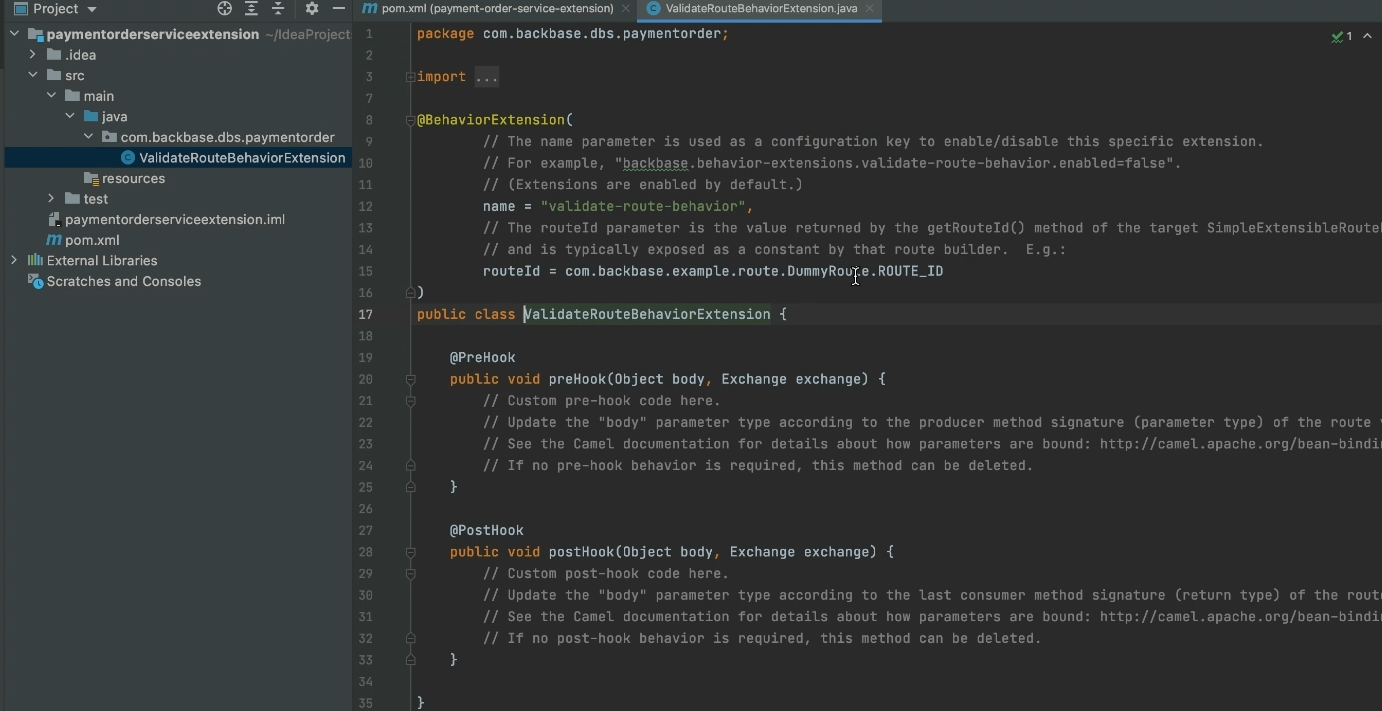 Project
pom.xml (payment-order-service-extension)
ValidateRouteBehaviorExtension.java
paymentorderserviceextension ~/IdeaProject
.idea
src
main
java
com.backbase.dbs.paymentorder
ValidateRouteBehaviorExtension
resources
test
paymentorderserviceextension.iml
pom.xml
External Libraries
Scratches and Consoles
1
1 package com.backbase.dbs.paymentorder;
2
3 import ...
7
8 @BehaviorExtension(
9 // The name parameter is used as a configuration key to enable/disable this specific extension.
10 // For example, "backbase.behavior-extensions.validate-route-behavior.enabled=false".
11 // (Extensions are enabled by default.)
12 name = "validate-route-behavior",
13 // The routeId parameter is the value returned by the getRouteId() method of the target SimpleExtensibleRoute
14 // and is typically exposed as a constant by that route builder. E.g.:
15 routeId = com.backbase.example.route.DummyRoute.ROUTE_ID
16 )
17 public class ValidateRouteBehaviorExtension {
18
19 @PreHook
20 public void preHook(Object body, Exchange exchange) {
21 // Custom pre-hook code here.
22 // Update the "body" parameter type according to the producer method signature (parameter type) of the route
23 // See the Camel documentation for details about how parameters are bound: http://camel.apache.org/bean-bindi
24 // If no pre-hook behavior is required, this method can be deleted.
25 }
26
27 @PostHook
28 public void postHook(Object body, Exchange exchange) {
29 // Custom post-hook code here.
30 // Update the "body" parameter type according to the last consumer method signature (return type) of the rout
31 // See the Camel documentation for details about how parameters are bound: http://camel.apache.org/bean-bindi
32 // If no post-hook behavior is required, this method can be deleted.
33 }
34
35 }